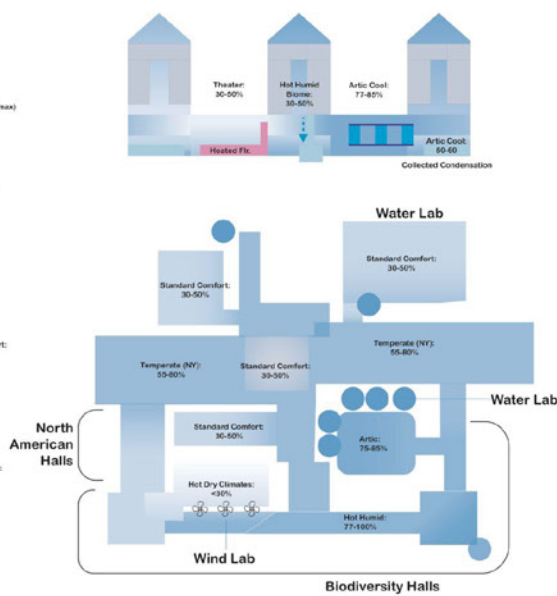 Theater:
30-50%
Hot Humid
Biome:
30-50%
Artic Cool:
77-85%
max)
Heated Flr.
Artic Cool:
60-60
Collected Condensation
Water Lab
Standard Comfort:
30-50%
Standard Comfort:
30-50%
Temperate (NY):
55-80%
Standard Comfort:
30-50%
Temperate (NY):
55-80%
Water Lab
North
American
Halls
Standard Comfort:
30-50%
Artic:
75-85%
Hot Dry Climates:
<30%
Hot Humid:
77-100%
Wind Lab
Biodiversity Halls